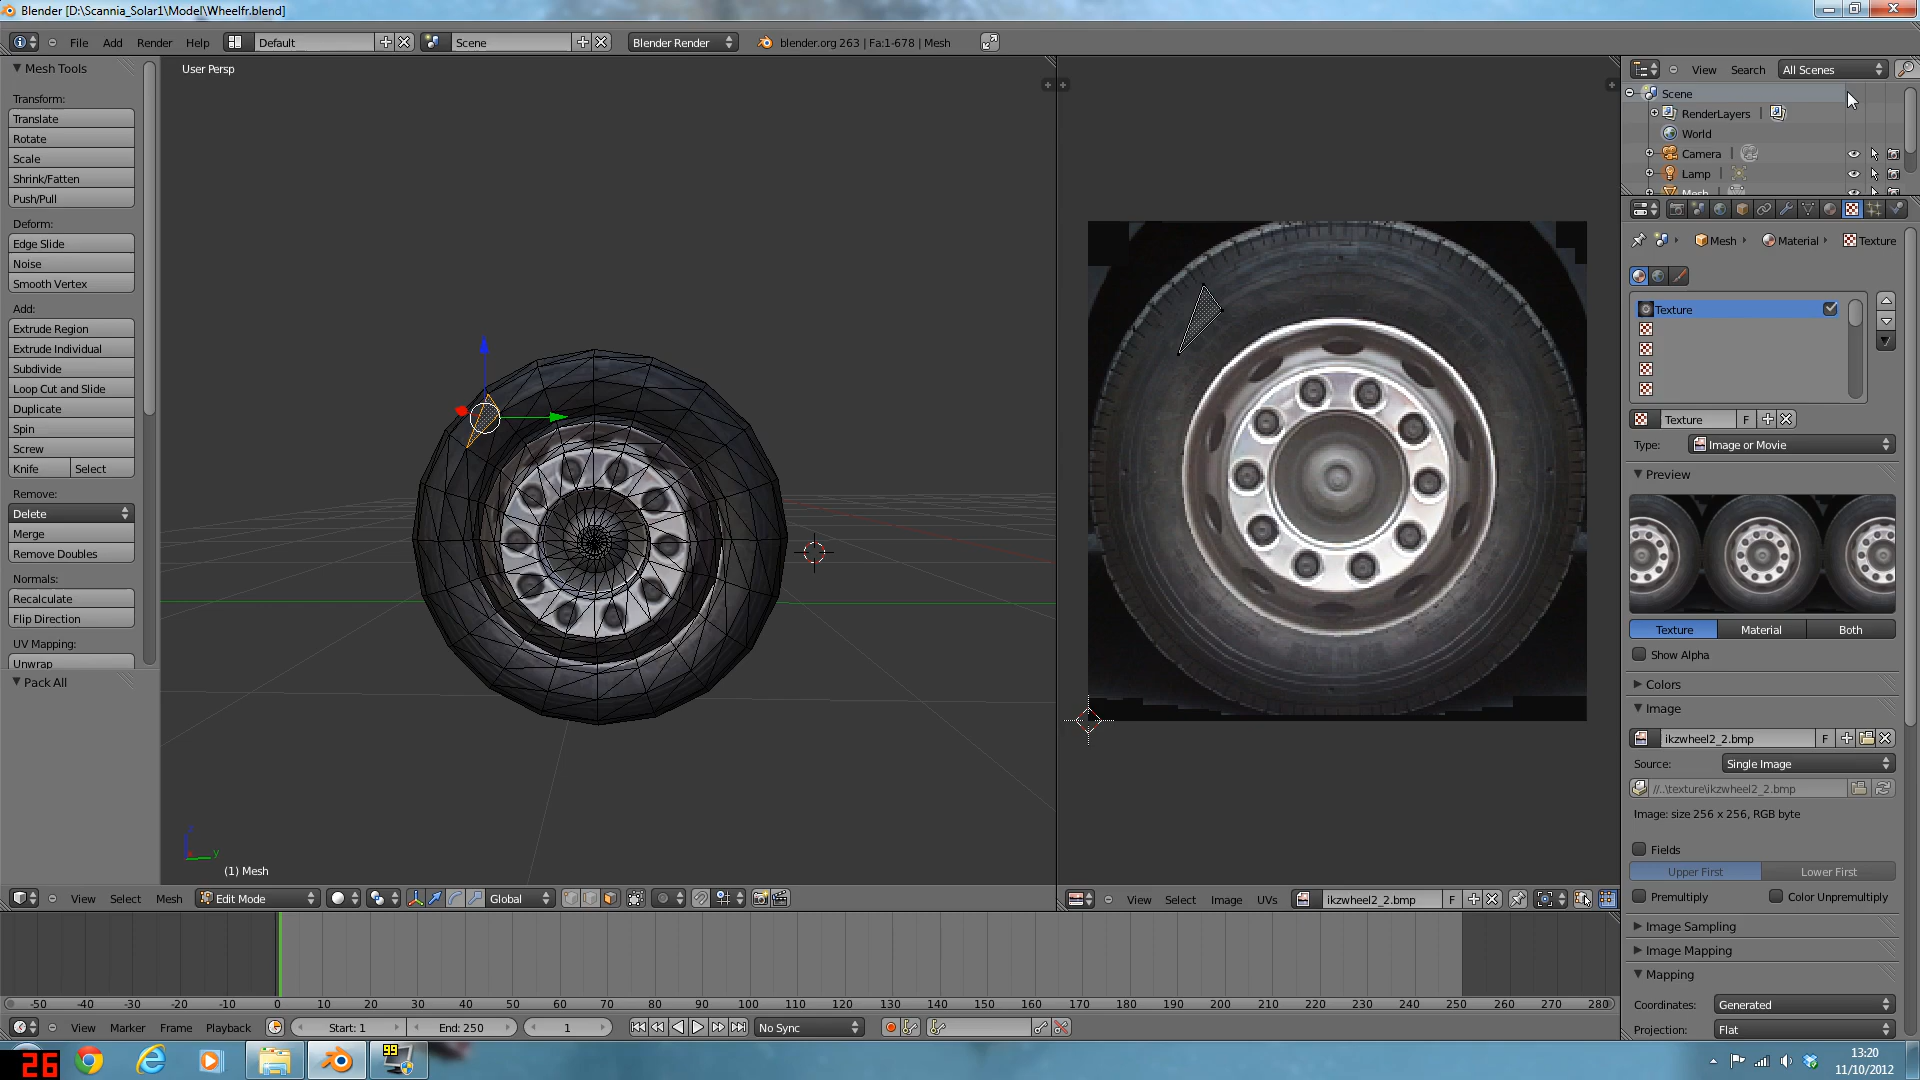 Blender [D:\Scannia_Solar1\Model\Wheelfr.blend]
File Add Render Help Default Scene Blender Render blender.org 263 | Fa:1-678 | Mesh
Mesh Tools
Transform:
Translate
Rotate
Scale
Shrink/Fatten
Push/Pull
Deform:
Edge Slide
Noise
Smooth Vertex
Add:
Extrude Region
Extrude Individual
Subdivide
Loop Cut and Slide
Duplicate
Spin
Screw
Knife Select
Remove:
Delete
Merge
Remove Doubles
Normals:
Recalculate
Flip Direction
UV Mapping:
Unwrap
Pack All
User Persp
y
(1) Mesh
View Select Mesh Edit Mode Global
View Select Image UVs ikzwheel2_2.bmp F
View Search All Scenes
Scene
RenderLayers
World
Camera
Lamp
Mesh
Mesh Material Texture
Texture
Texture F
Type: Image or Movie
Preview
Texture Material Both
Show Alpha
Colors
Image
ikzwheel2_2.bmp F
Source: Single Image
//..\texture\ikzwheel2_2.bmp
Image: size 256 x 256, RGB byte
Fields
Upper First Lower First
Premultiply Color Unpremultiply
Image Sampling
Image Mapping
Mapping
Coordinates: Generated
Projection: Flat
-50 -40 -30 -20 -10 0 10 20 30 40 50 60 70 80 90 100 110 120 130 140 150 160 170 180 190 200 210 220 230 240 250 260 270 280
View Marker Frame Playback Start: 1 End: 250 1 No Sync
26
99
13:20
11/10/2012